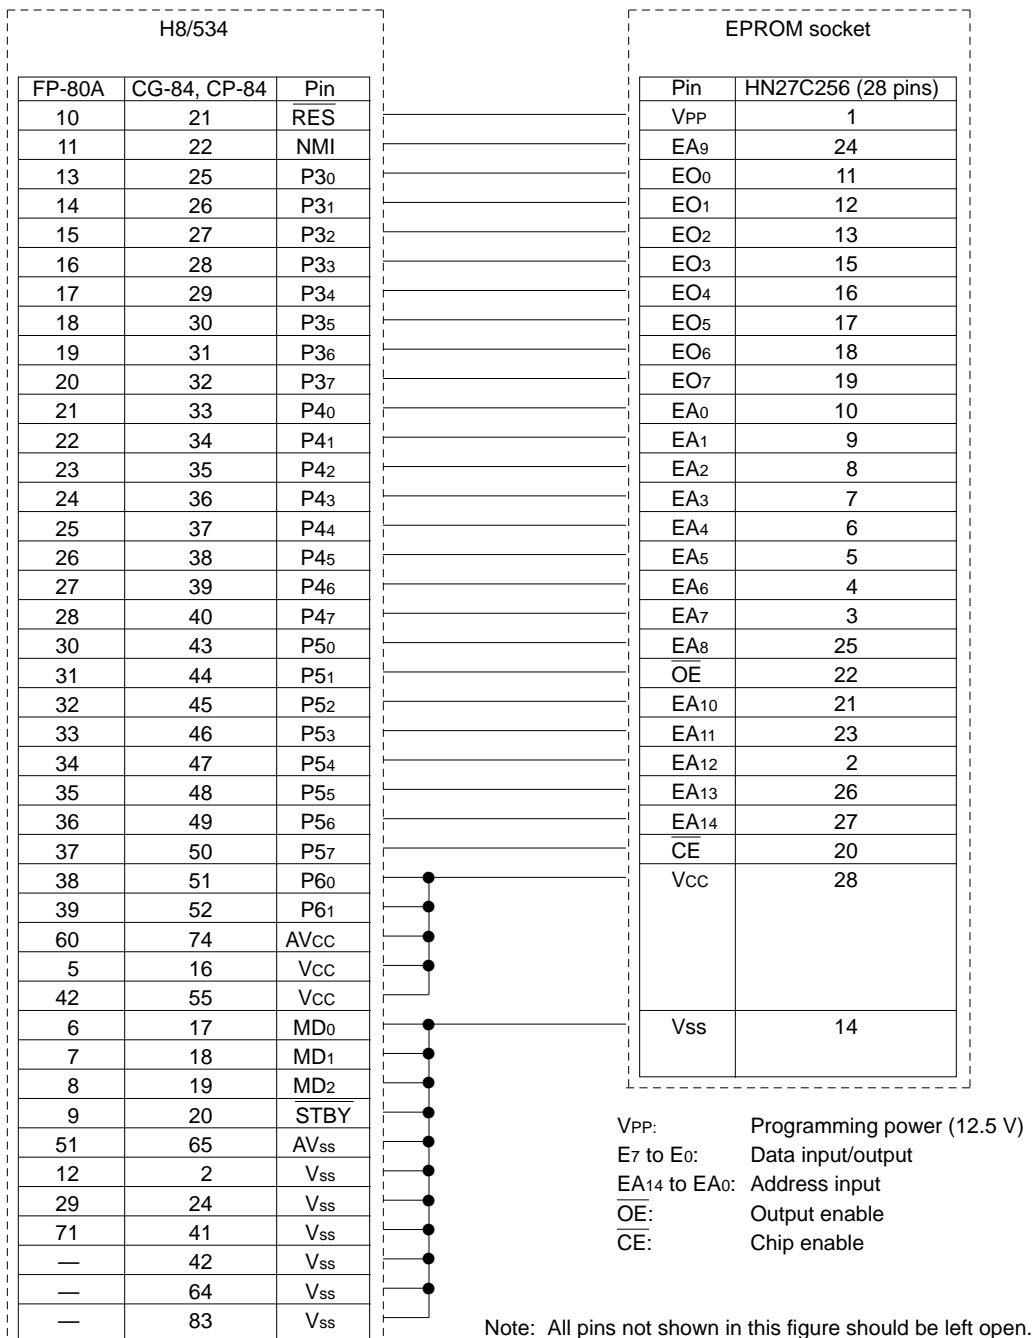 H8/534 EPROM socket
FP-80A CG-84, CP-84 Pin Pin HN27C256 (28 pins)
10 21 R̅E̅S̅ VPP 1
11 22 NMI EA9 24
13 25 P30 EO0 11
14 26 P31 EO1 12
15 27 P32 EO2 13
16 28 P33 EO3 15
17 29 P34 EO4 16
18 30 P35 EO5 17
19 31 P36 EO6 18
20 32 P37 EO7 19
21 33 P40 EA0 10
22 34 P41 EA1 9
23 35 P42 EA2 8
24 36 P43 EA3 7
25 37 P44 EA4 6
26 38 P45 EA5 5
27 39 P46 EA6 4
28 40 P47 EA7 3
30 43 P50 EA8 25
31 44 P51 O̅E̅ 22
32 45 P52 EA10 21
33 46 P53 EA11 23
34 47 P54 EA12 2
35 48 P55 EA13 26
36 49 P56 EA14 27
37 50 P57 C̅E̅ 20
38 51 P60 VCC 28
39 52 P61
60 74 AVCC
5 16 VCC
42 55 VCC
6 17 MD0 Vss 14
7 18 MD1
8 19 MD2
9 20 S̅T̅B̅Y̅
51 65 AVss
12 2 Vss
29 24 Vss
71 41 Vss
— 42 Vss
— 64 Vss
— 83 Vss
VPP: Programming power (12.5 V)
E7 to E0: Data input/output
EA14 to EA0: Address input
O̅E̅: Output enable
C̅E̅: Chip enable
Note: All pins not shown in this figure should be left open.